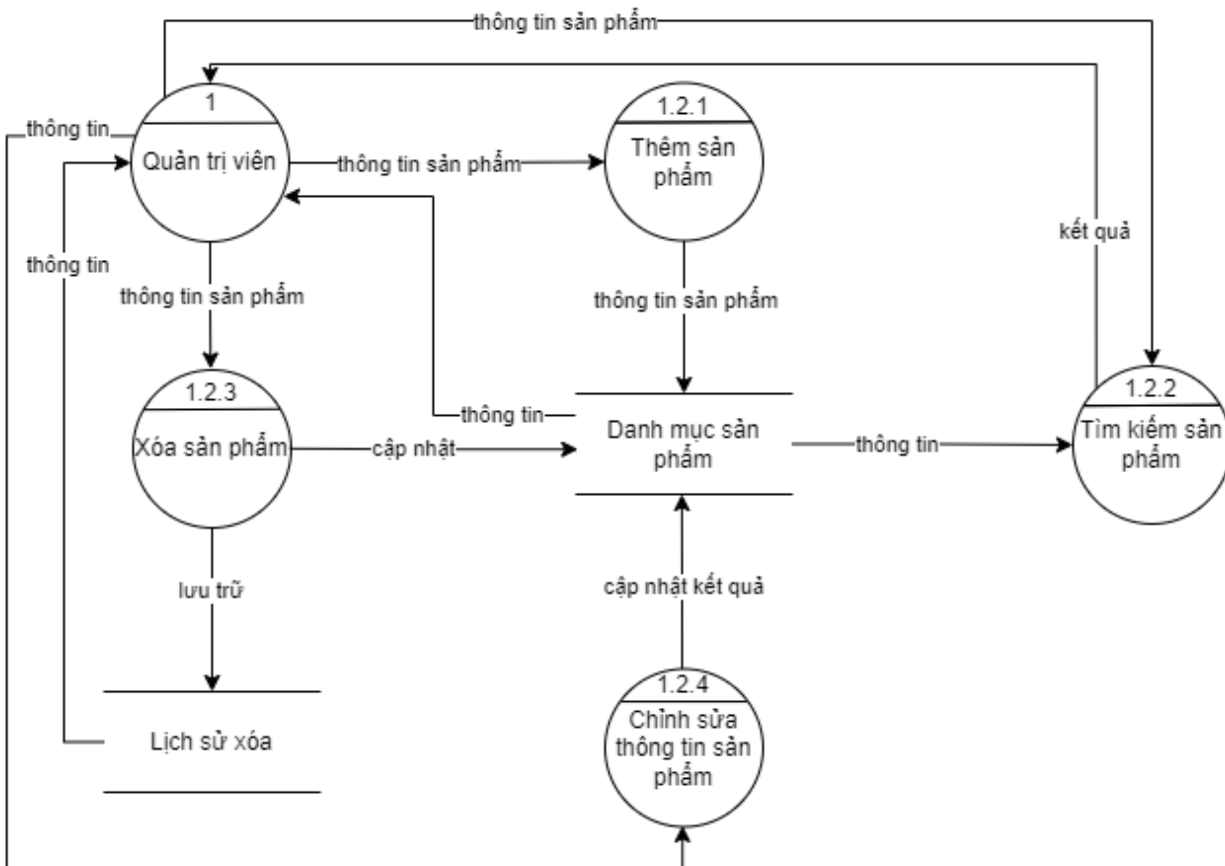 thông tin sản phẩm
1
1.2.1
thông tin
Quản trị viên
thông tin sản phẩm
Thêm sản
phẩm
kết quả
thông tin
thông tin sản phẩm
thông tin sản phẩm
1.2.3
1.2.2
thông tin
Xóa sản phẩm
cập nhật
Danh mục sản
phẩm
thông tin
Tìm kiếm sản
phẩm
lưu trữ
cập nhật kết quả
1.2.4
Lịch sử xóa
Chỉnh sửa
thông tin sản
phẩm